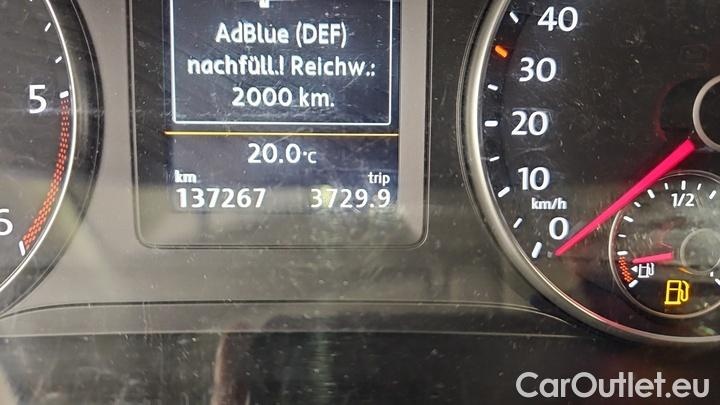 AdBlue (DEF)
nachfüll.! Reichw.:
2000 km.
20.0°C
km trip
137267 3729.9
5
6
40
30
20
10
0
km/h
1/2
CarOutlet.eu